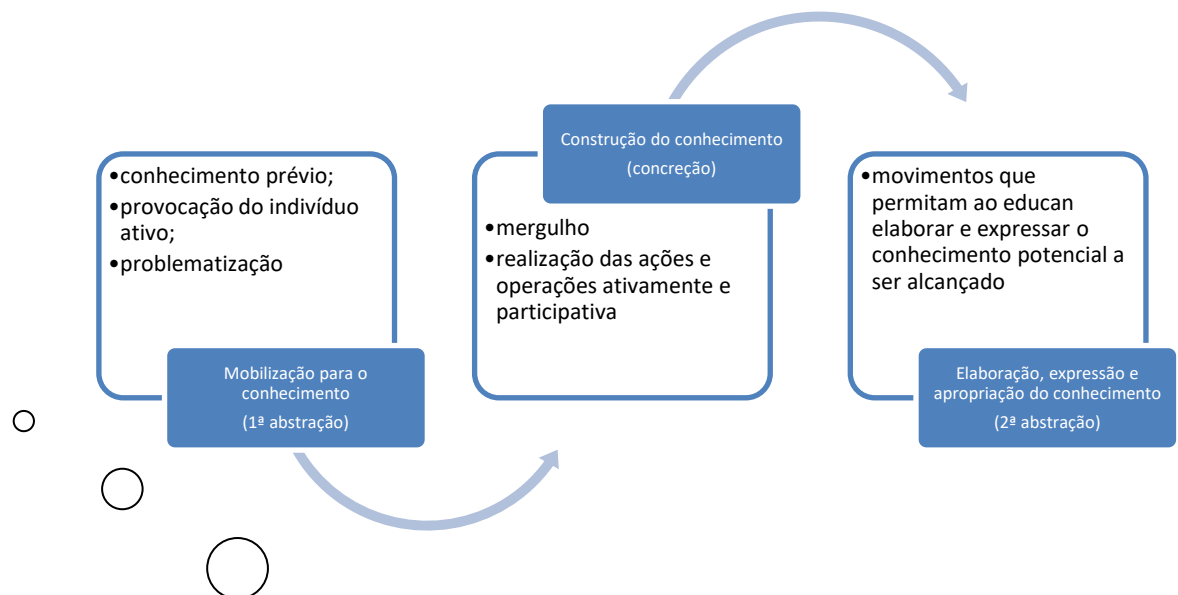 •conhecimento prévio;
•provocação do indivíduo
ativo;
•problematização
Mobilização para o
conhecimento
(1ª abstração)
Construção do conhecimento
(concreção)
•mergulho
•realização das ações e
operações ativamente e
participativa
•movimentos que
permitam ao educan
elaborar e expressar o
conhecimento potencial a
ser alcançado
Elaboração, expressão e
apropriação do conhecimento
(2ª abstração)